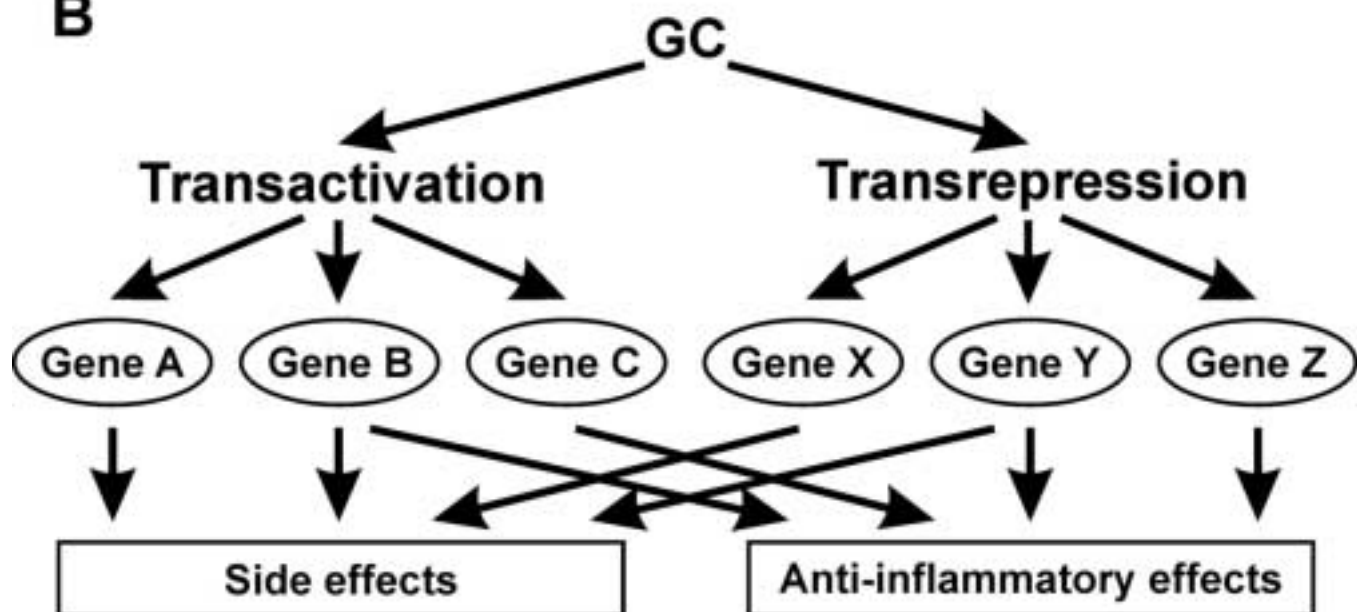 B
GC
Transactivation Transrepression
Gene A Gene B Gene C Gene X Gene Y Gene Z
Side effects Anti-inflammatory effects